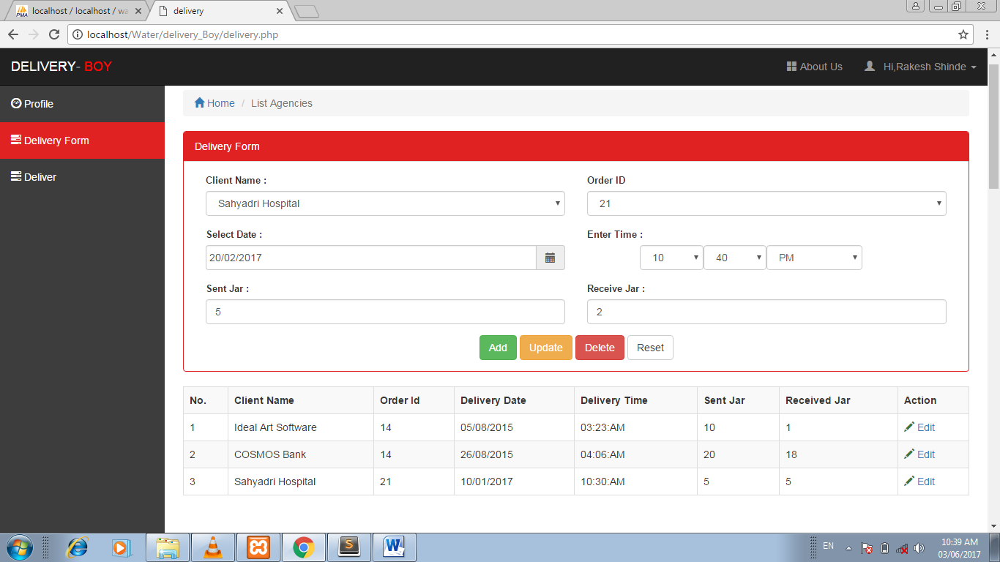 localhost / localhost / wa
delivery
localhost/Water/delivery_Boy/delivery.php
DELIVERY- BOY
About Us
Hi,Rakesh Shinde
Profile
Delivery Form
Deliver
Home / List Agencies
Delivery Form
Client Name : Order ID
Sahyadri Hospital 21
Select Date : Enter Time :
20/02/2017 10 40 PM
Sent Jar : Receive Jar :
5 2
Add Update Delete Reset
No. Client Name Order Id Delivery Date Delivery Time Sent Jar Received Jar Action
1 Ideal Art Software 14 05/08/2015 03:23:AM 10 1 Edit
2 COSMOS Bank 14 26/08/2015 04:06:AM 20 18 Edit
3 Sahyadri Hospital 21 10/01/2017 10:30:AM 5 5 Edit
EN
10:39 AM
03/06/2017